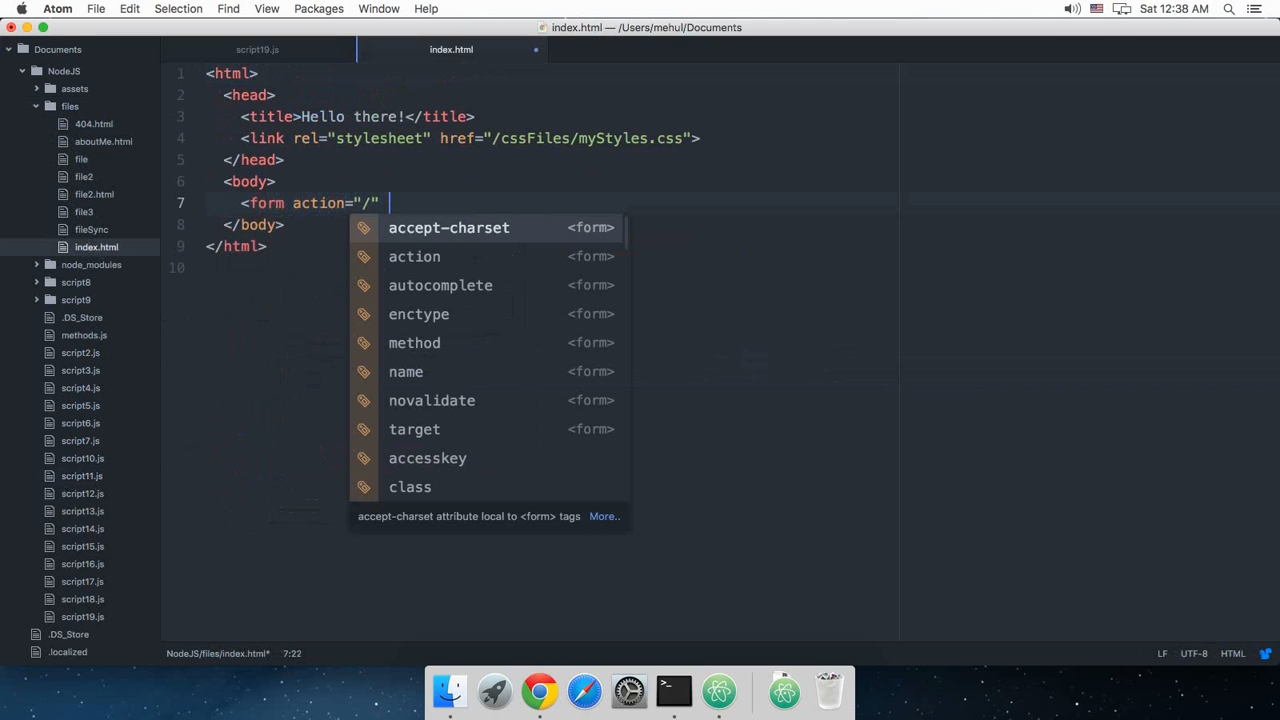 Atom File Edit Selection Find View Packages Window Help Sat 12:38 AM
index.html — /Users/mehul/Documents
Documents
NodeJS
assets
files
404.html
aboutMe.html
file
file2
file2.html
file3
fileSync
index.html
node_modules
script8
script9
.DS_Store
methods.js
script2.js
script3.js
script4.js
script5.js
script6.js
script7.js
script10.js
script11.js
script12.js
script13.js
script14.js
script15.js
script16.js
script17.js
script18.js
script19.js
.DS_Store
.localized
script19.js index.html
1 <html>
2 <head>
3 <title>Hello there!</title>
4 <link rel="stylesheet" href="/cssFiles/myStyles.css">
5 </head>
6 <body>
7 <form action="/"
8 </body>
9 </html>
10
accept-charset <form>
action <form>
autocomplete <form>
enctype <form>
method <form>
name <form>
novalidate <form>
target <form>
accesskey
class
accept-charset attribute local to <form> tags More..
NodeJS/files/index.html* 7:22 LF UTF-8 HTML
>_